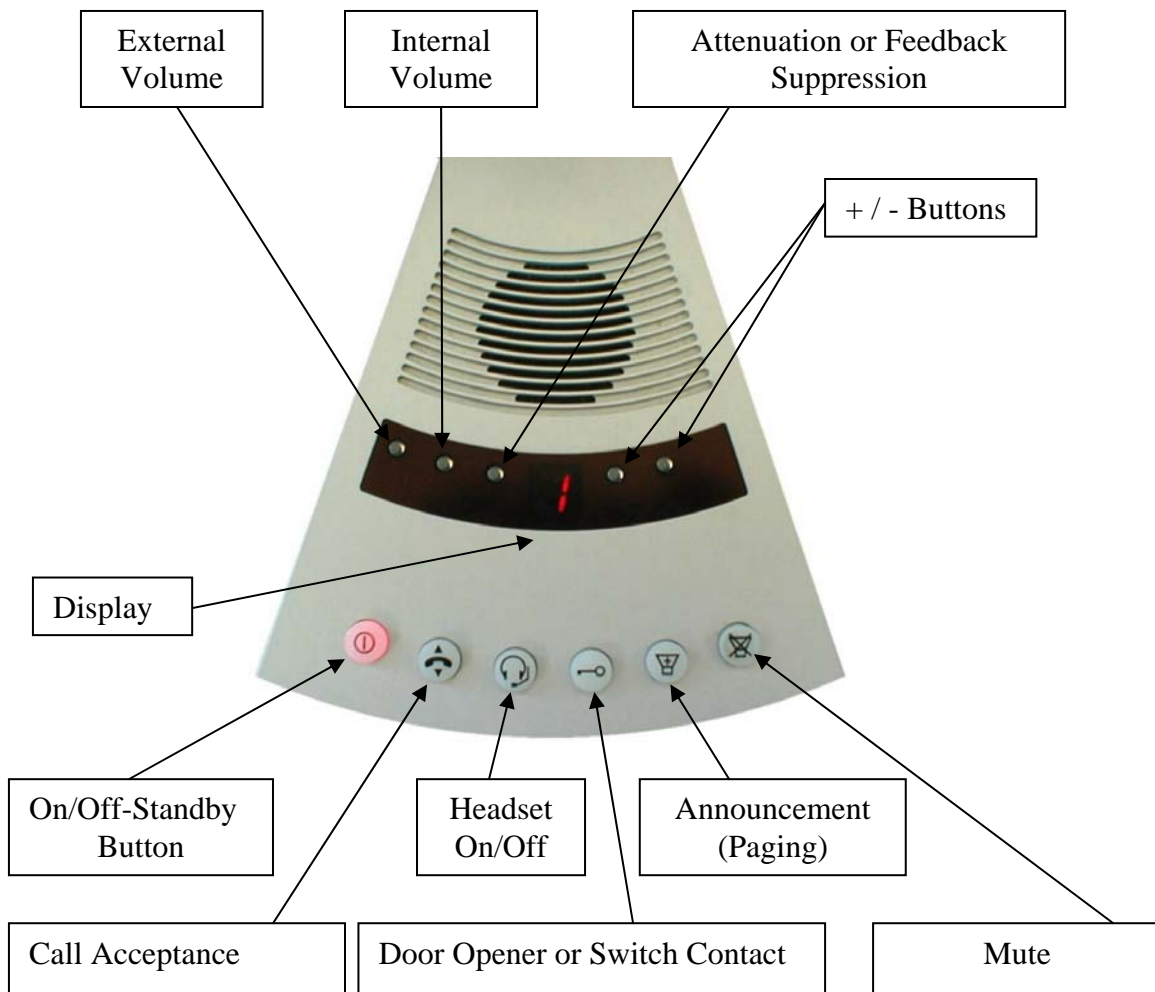 External
Volume
Internal
Volume
Attenuation or Feedback
Suppression
+ / - Buttons
1
Display
On/Off-Standby
Button
Headset
On/Off
Announcement
(Paging)
Call Acceptance
Door Opener or Switch Contact
Mute